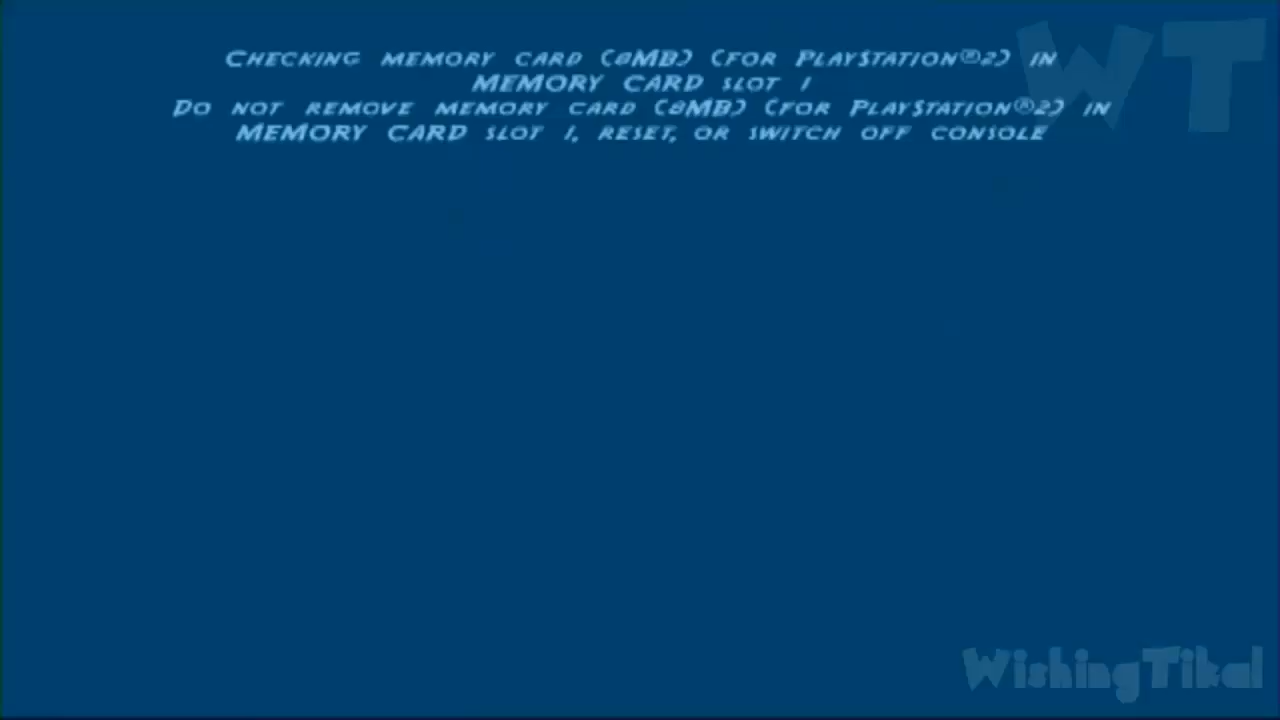 Checking memory card (8MB) (for PlayStation®2) in
MEMORY CARD slot 1
Do not remove memory card (8MB) (for PlayStation®2) in
MEMORY CARD slot 1, reset, or switch off console
WT
WishingTikal